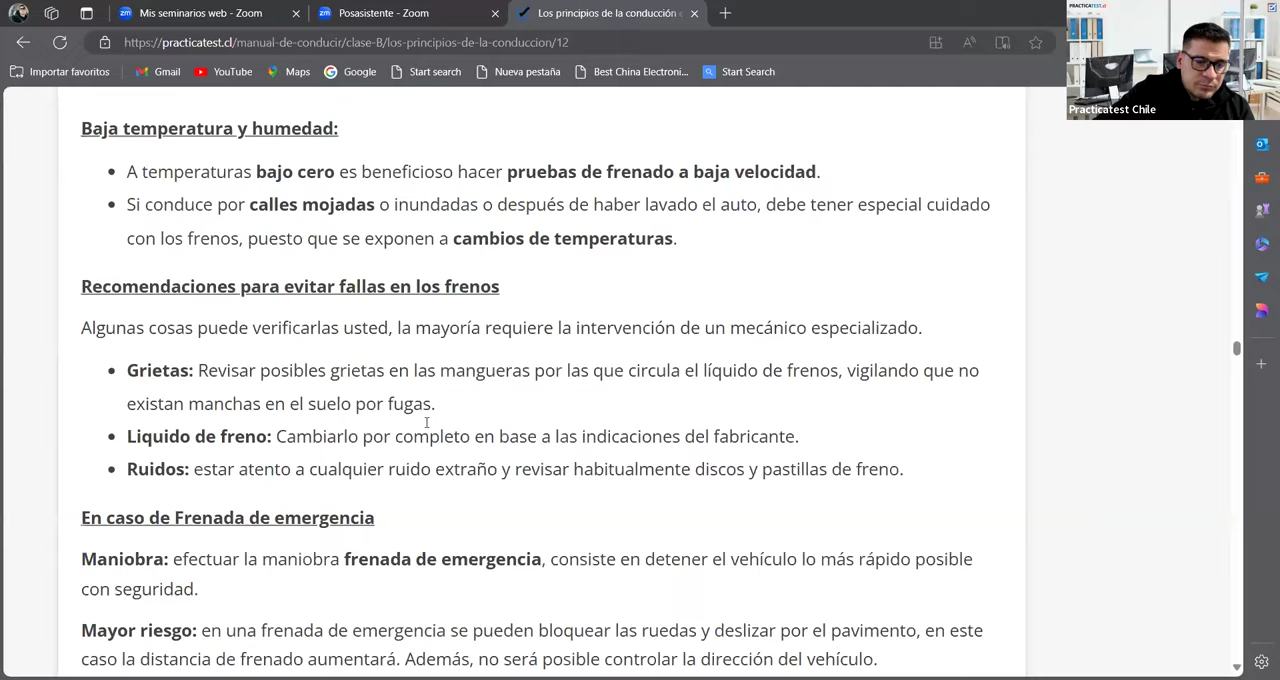 Mis seminarios web - Zoom
Posasistente - Zoom
Los principios de la conducción
https://practicatest.cl/manual-de-conducir/clase-B/los-principios-de-la-conduccion/12
Importar favoritos
Gmail
YouTube
Maps
Google
Start search
Nueva pestaña
Best China Electroni...
Start Search
PRACTICATEST.cl
Practicatest Chile
Baja temperatura y humedad:
A temperaturas bajo cero es beneficioso hacer pruebas de frenado a baja velocidad.
Si conduce por calles mojadas o inundadas o después de haber lavado el auto, debe tener especial cuidado
con los frenos, puesto que se exponen a cambios de temperaturas.
Recomendaciones para evitar fallas en los frenos
Algunas cosas puede verificarlas usted, la mayoría requiere la intervención de un mecánico especializado.
Grietas: Revisar posibles grietas en las mangueras por las que circula el líquido de frenos, vigilando que no
existan manchas en el suelo por fugas.
Liquido de freno: Cambiarlo por completo en base a las indicaciones del fabricante.
Ruidos: estar atento a cualquier ruido extraño y revisar habitualmente discos y pastillas de freno.
En caso de Frenada de emergencia
Maniobra: efectuar la maniobra frenada de emergencia, consiste en detener el vehículo lo más rápido posible
con seguridad.
Mayor riesgo: en una frenada de emergencia se pueden bloquear las ruedas y deslizar por el pavimento, en este
caso la distancia de frenado aumentará. Además, no será posible controlar la dirección del vehículo.